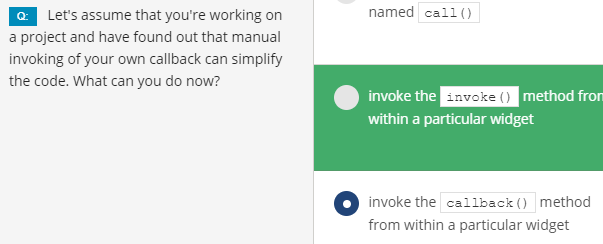 Q: Let's assume that you're working on
a project and have found out that manual
invoking of your own callback can simplify
the code. What can you do now?
named call()
invoke the invoke() method from
within a particular widget
invoke the callback() method
from within a particular widget